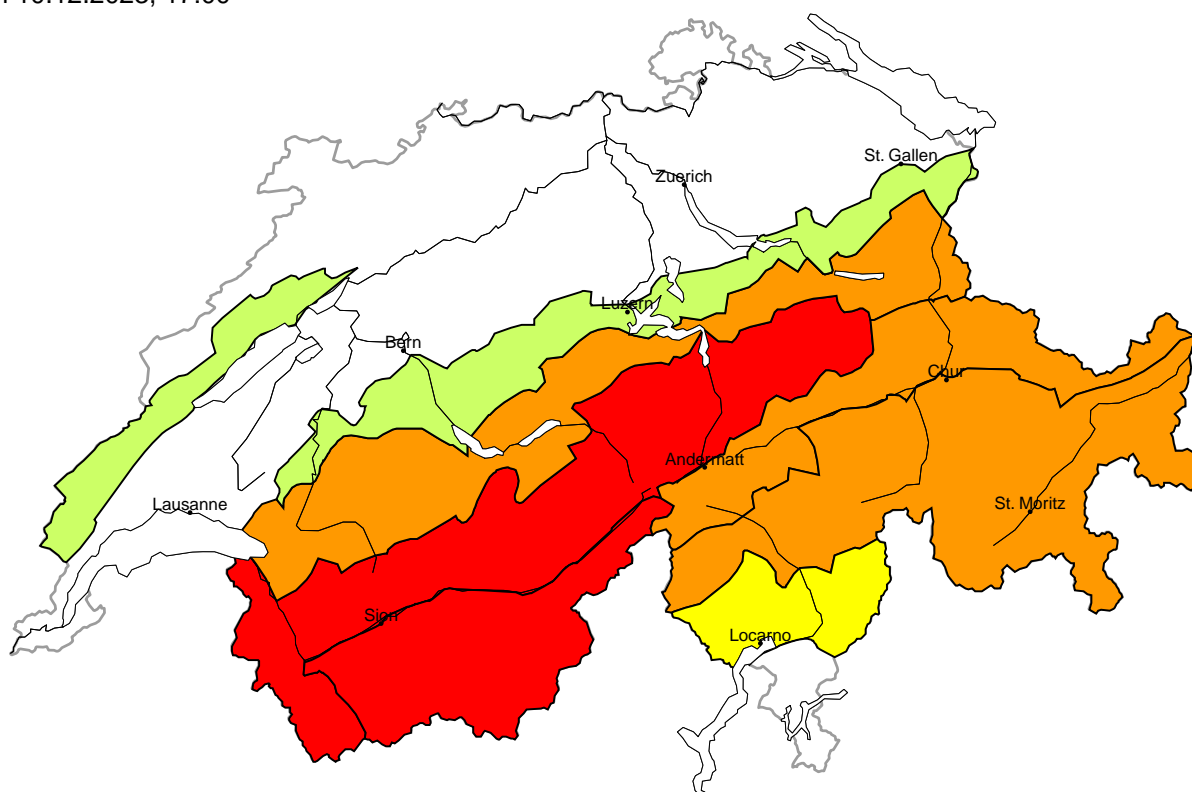 St. Gallen
Zuerich
Luzern
Bern
Chur
Andermatt
Lausanne
St. Moritz
Sion
Locarno